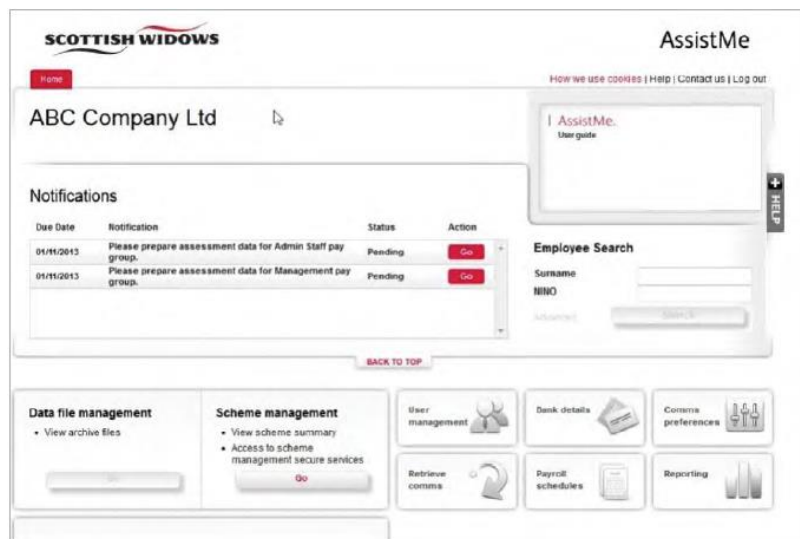 SCOTTISH WIDOWS
AssistMe
Home
How we use cookies | Help | Contact us | Log out
ABC Company Ltd
AssistMe.
User guide
+ HELP
Notifications
Due Date Notification Status Action
01/11/2013 Please prepare assessment data for Admin Staff pay group. Pending Go
01/11/2013 Please prepare assessment data for Management pay group. Pending Go
Employee Search
Surname
NINO
Advanced Search
BACK TO TOP
Data file management
• View archive files
Go
Scheme management
• View scheme summary
• Access to scheme
management secure services
Go
User
management
Bank details
Comms
preferences
Retrieve
comms
Payroll
schedules
Reporting